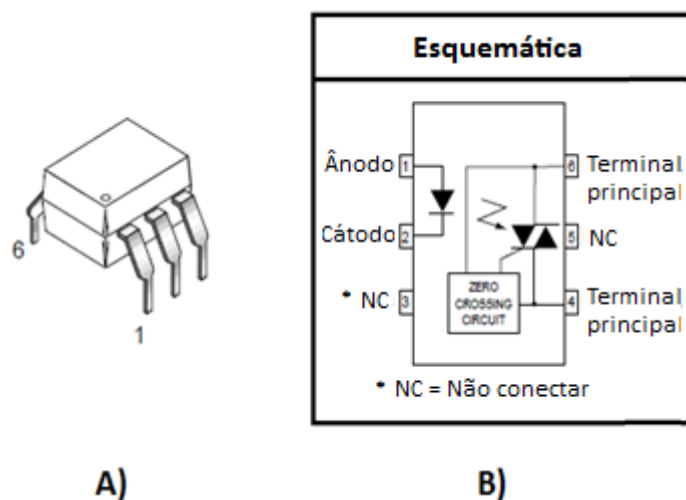 Esquemática
Ânodo 1
Cátodo 2
* NC 3
6 Terminal principal
5 NC
4 Terminal principal
ZERO
CROSSING
CIRCUIT
* NC = Não conectar
6
1
A)
B)